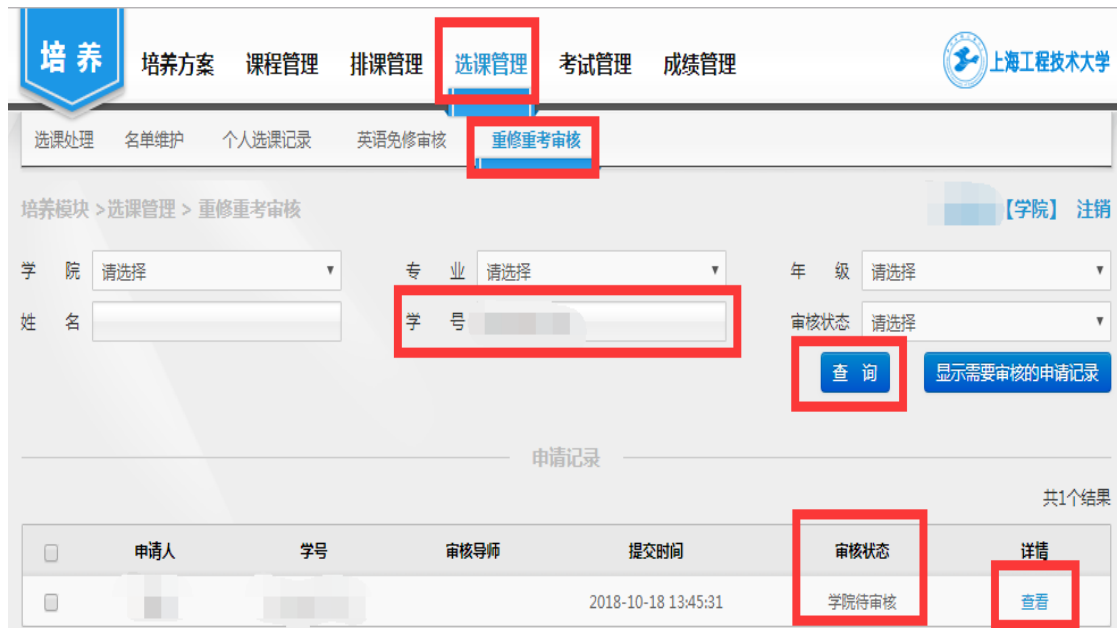 培养 培养方案 课程管理 排课管理 选课管理 考试管理 成绩管理 上海工程技术大学
选课处理 名单维护 个人选课记录 英语免修审核 重修重考审核
培养模块 >选课管理 > 重修重考审核 【学院】 注销
学 院 请选择 专 业 请选择 年 级 请选择
姓 名 学 号 审核状态 请选择
查 询 显示需要审核的申请记录
申请记录
共1个结果
申请人 学号 审核导师 提交时间 审核状态 详情
2018-10-18 13:45:31 学院待审核 查看